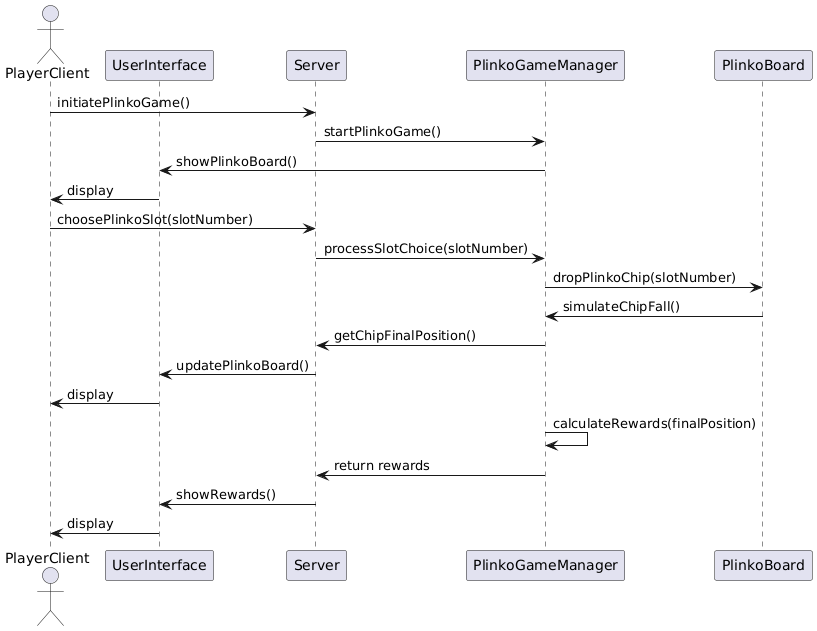 PlayerClient
UserInterface
Server
PlinkoGameManager
PlinkoBoard
initiatePlinkoGame()
startPlinkoGame()
showPlinkoBoard()
display
choosePlinkoSlot(slotNumber)
processSlotChoice(slotNumber)
dropPlinkoChip(slotNumber)
simulateChipFall()
getChipFinalPosition()
updatePlinkoBoard()
display
calculateRewards(finalPosition)
return rewards
showRewards()
display
PlayerClient
UserInterface
Server
PlinkoGameManager
PlinkoBoard